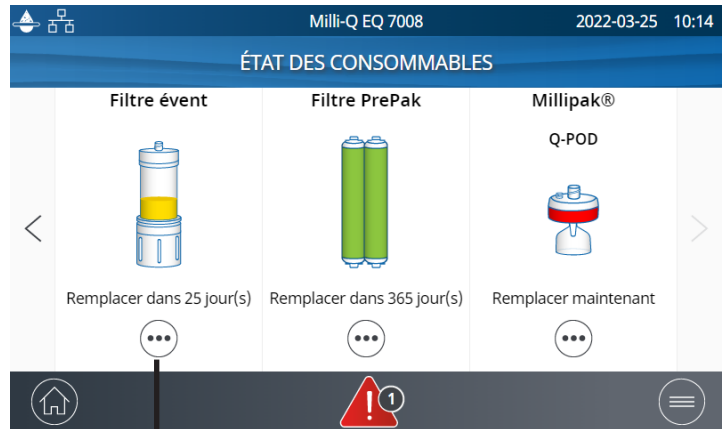 Milli-Q EQ 7008 2022-03-25 10:14
ÉTAT DES CONSOMMABLES
Filtre évent
Remplacer dans 25 jour(s)
Filtre PrePak
Remplacer dans 365 jour(s)
Millipak®
Q-POD
Remplacer maintenant
1